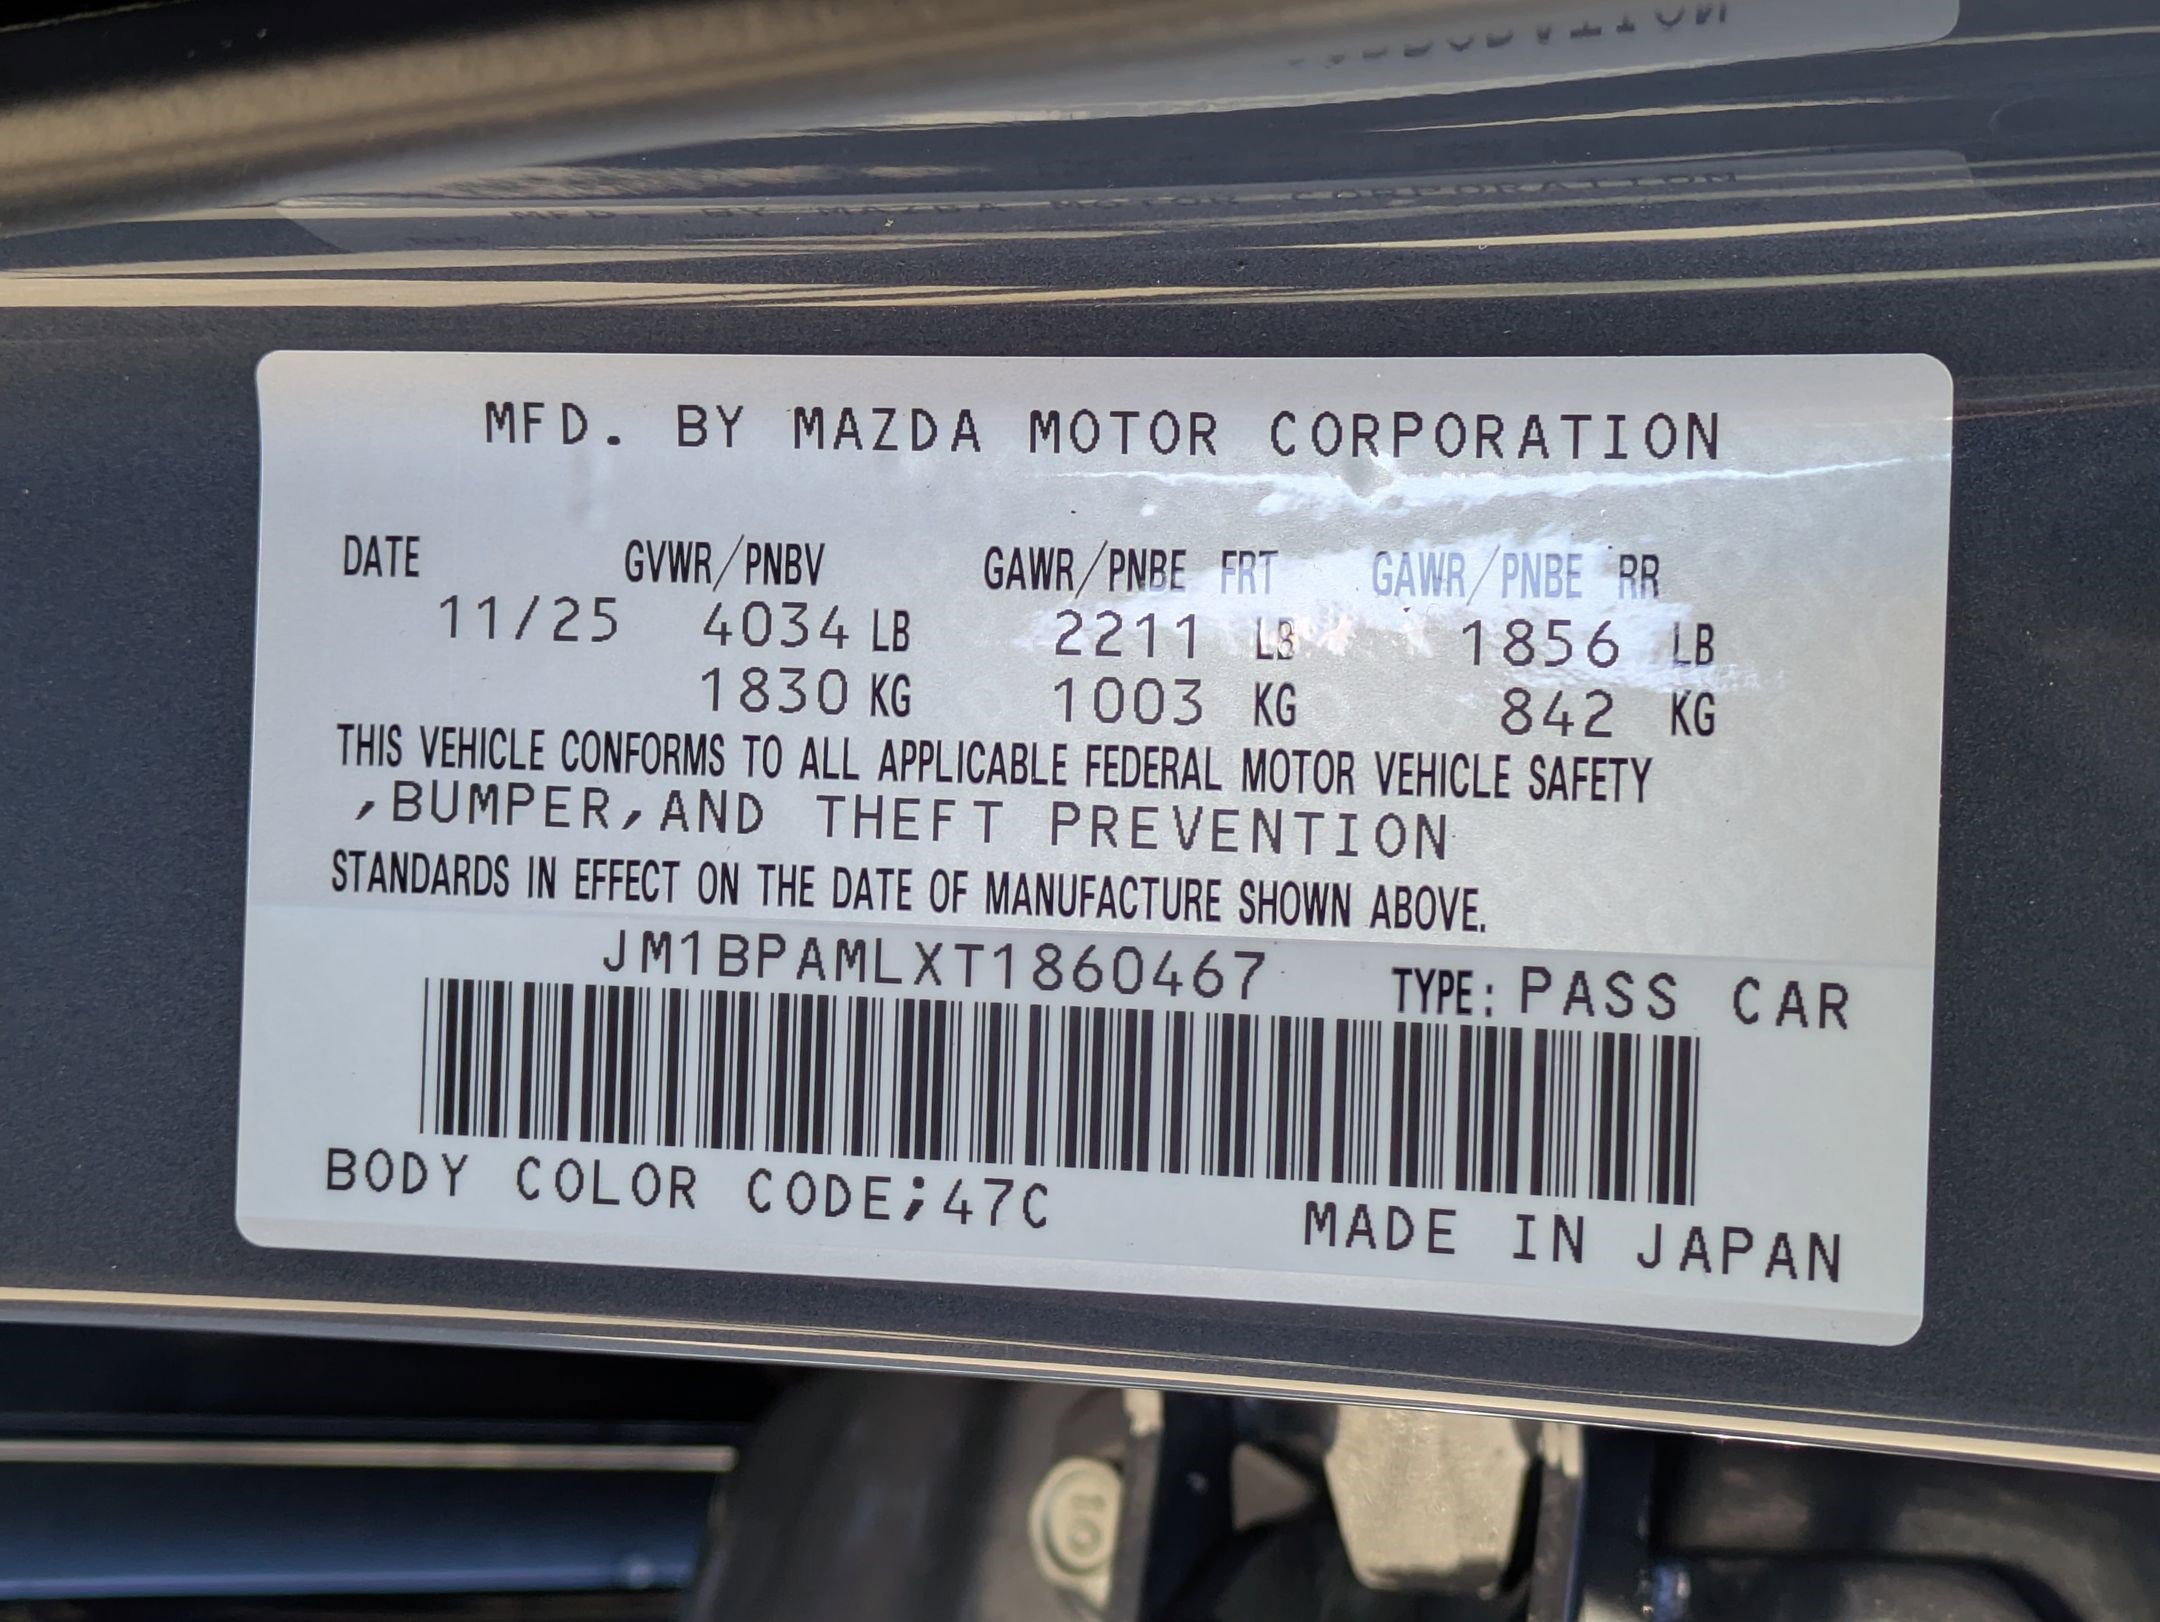 MFD. BY MAZDA MOTOR CORPORATION
DATE GVWR/PNBV GAWR/PNBE FRT GAWR/PNBE RR
11/25 4034 LB 2211 LB 1856 LB
1830 KG 1003 KG 842 KG
THIS VEHICLE CONFORMS TO ALL APPLICABLE FEDERAL MOTOR VEHICLE SAFETY
,BUMPER,AND THEFT PREVENTION
STANDARDS IN EFFECT ON THE DATE OF MANUFACTURE SHOWN ABOVE.
JM1BPAMLXT1860467 TYPE: PASS CAR
BODY COLOR CODE;47C MADE IN JAPAN
10